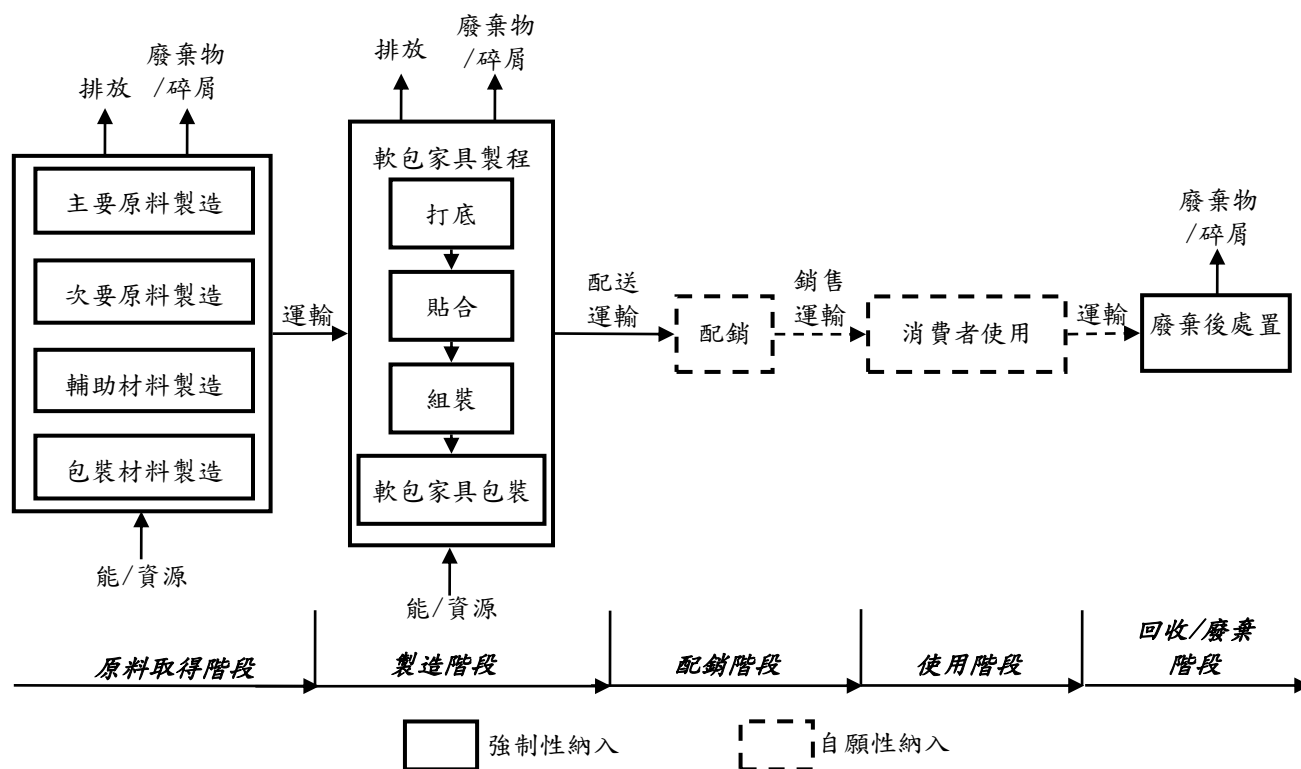 排放
廢棄物
/碎屑
主要原料製造
次要原料製造
輔助材料製造
包裝材料製造
能/資源
運輸
排放
廢棄物
/碎屑
軟包家具製程
打底
貼合
組裝
軟包家具包裝
能/資源
配送
運輸
配銷
銷售
運輸
消費者使用
運輸
廢棄物
/碎屑
廢棄後處置
原料取得階段
製造階段
配銷階段
使用階段
回收/廢棄
階段
強制性納入
自願性納入